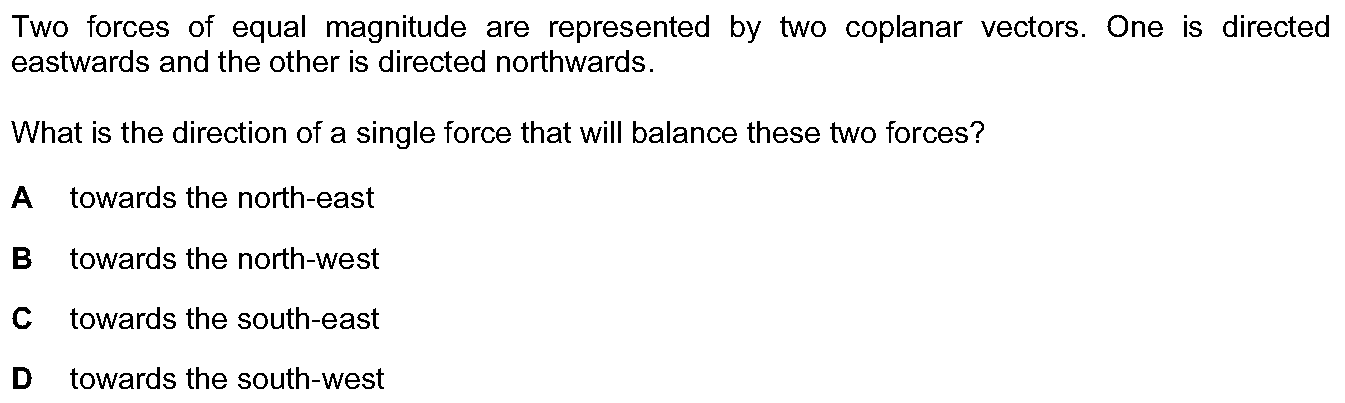 Two forces of equal magnitude are represented by two coplanar vectors. One is directed
eastwards and the other is directed northwards.
What is the direction of a single force that will balance these two forces?
A towards the north-east
B towards the north-west
C towards the south-east
D towards the south-west